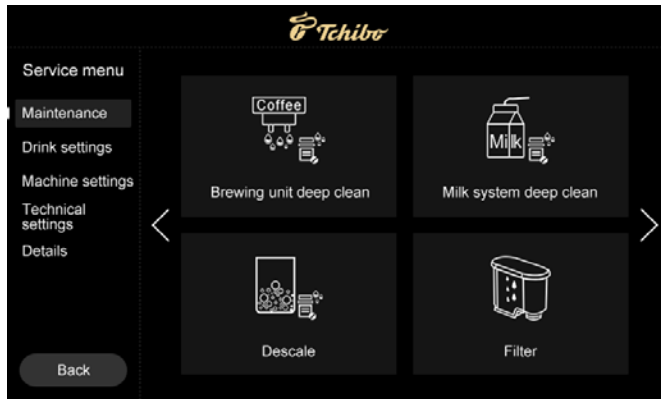 Tchibo
Service menu
Maintenance
Drink settings
Machine settings
Technical
settings
Details
Back
Coffee
Brewing unit deep clean
Milk
Milk system deep clean
Descale
Filter